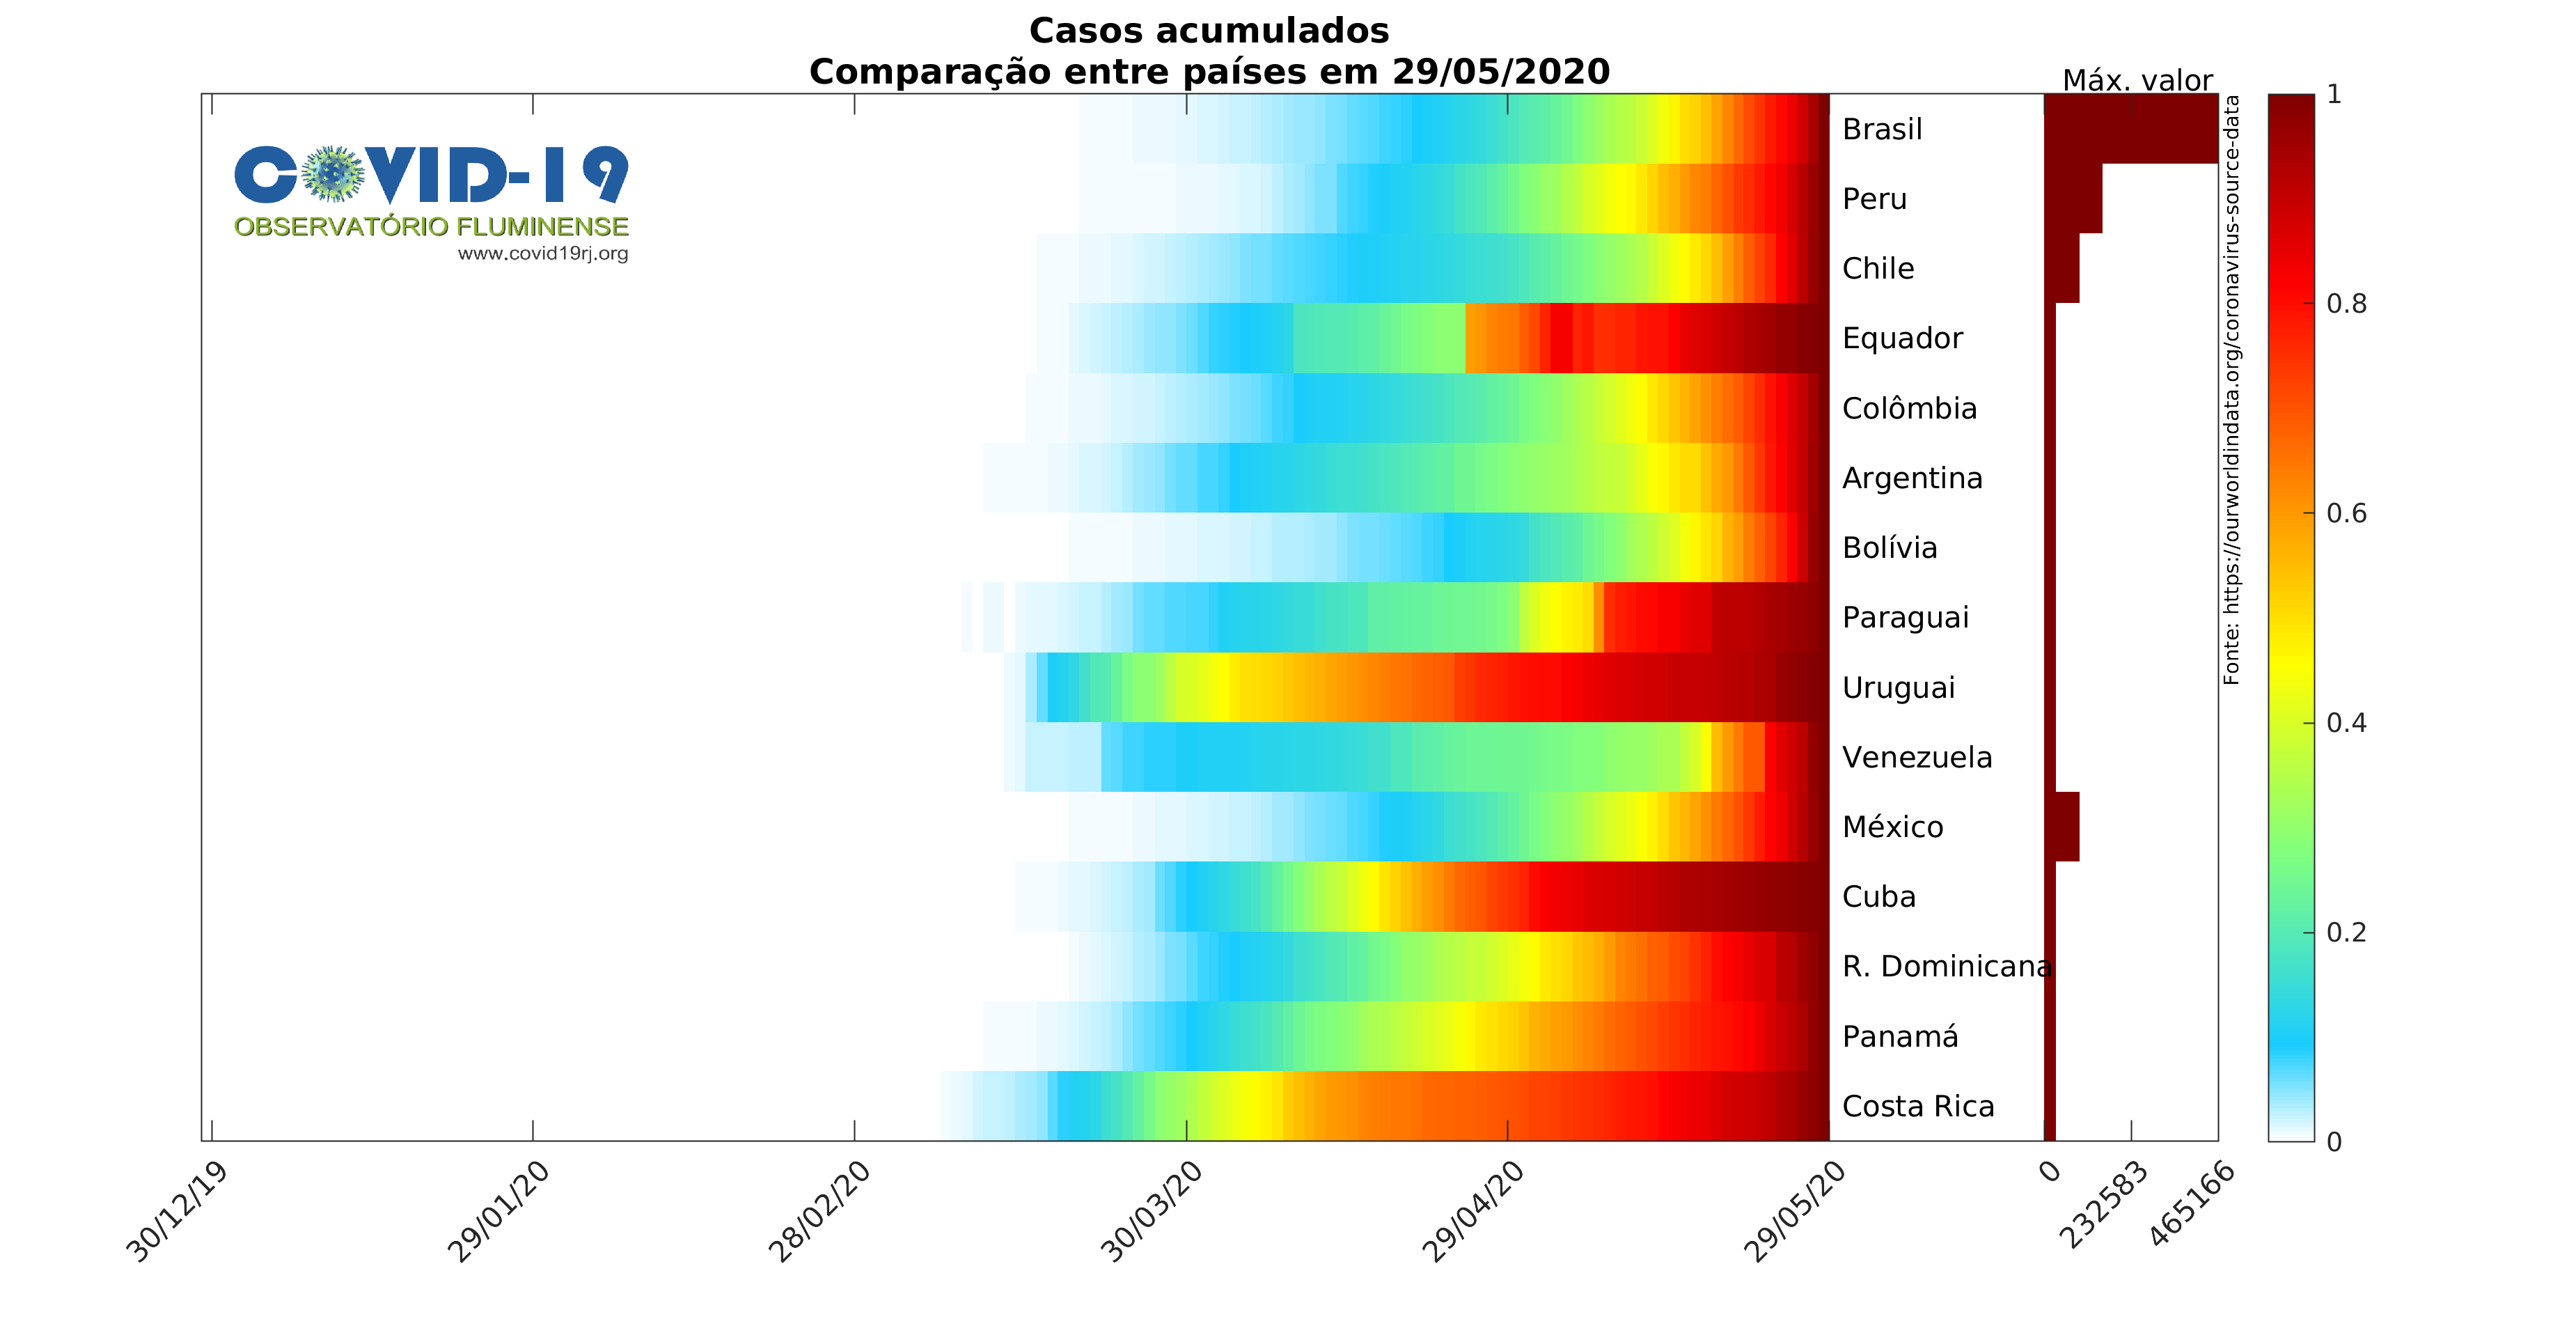 Casos acumulados
Comparação entre países em 29/05/2020
Máx. valor
COVID-19
OBSERVATÓRIO FLUMINENSE
www.covid19rj.org
Brasil
Peru
Chile
Equador
Colômbia
Argentina
Bolívia
Paraguai
Uruguai
Venezuela
México
Cuba
R. Dominicana
Panamá
Costa Rica
Fonte: https://ourworldindata.org/coronavirus-source-data
1
0.8
0.6
0.4
0.2
0
30/12/19
29/01/20
28/02/20
30/03/20
29/04/20
29/05/20
0
232583
465166